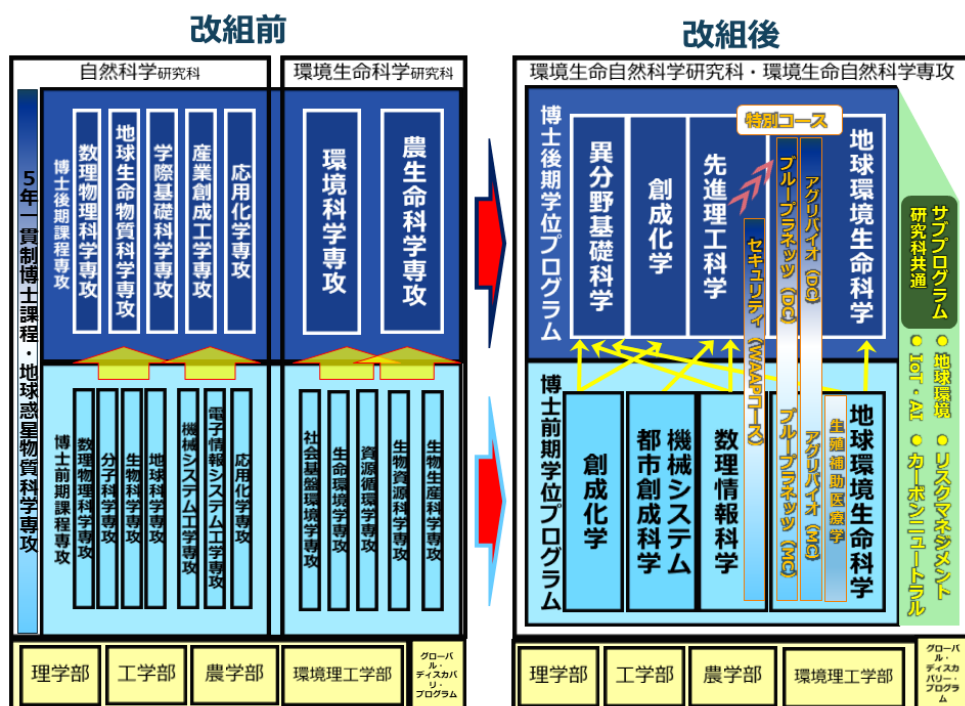 改組前
自然科学研究科
環境生命科学研究科
5年一貫制博士課程・地球惑星物質科学専攻
博士後期課程専攻
数理物理科学専攻
地球生命物質科学専攻
学際基礎科学専攻
産業創成工学専攻
応用化学専攻
環境科学専攻
農生命科学専攻
博士前期課程専攻
数理物理科学専攻
分子科学専攻
生物科学専攻
地球科学専攻
機械システム工学専攻
電子情報システム工学専攻
応用化学専攻
社会基盤環境学専攻
生命環境学専攻
資源循環学専攻
生物資源科学専攻
生物生産科学専攻
理学部
工学部
農学部
環境理工学部
グローバ
ル・
ディスカバ
リ・
プログラム
改組後
環境生命自然科学研究科・環境生命自然科学専攻
博士後期学位プログラム
異分野基礎科学
創成化学
先進理工科学
特別コース
地球環境生命科学
セキュリティ(WAAPコース)
ブループラネッツ(DC)
アグリバイオ(DC)
博士前期学位プログラム
創成化学
機械システム
都市創成科学
数理情報科学
ブループラネッツ(MC)
アグリバイオ(MC)
生殖補助医療学
地球環境生命科学
サブプログラム
研究科共通
● 地球環境 ● リスクマネジメント
● IoT・AI ● カーボンニュートラル
理学部
工学部
農学部
環境理工学部
グローバ
ル・ディス
カバリー・
プログラ
ム